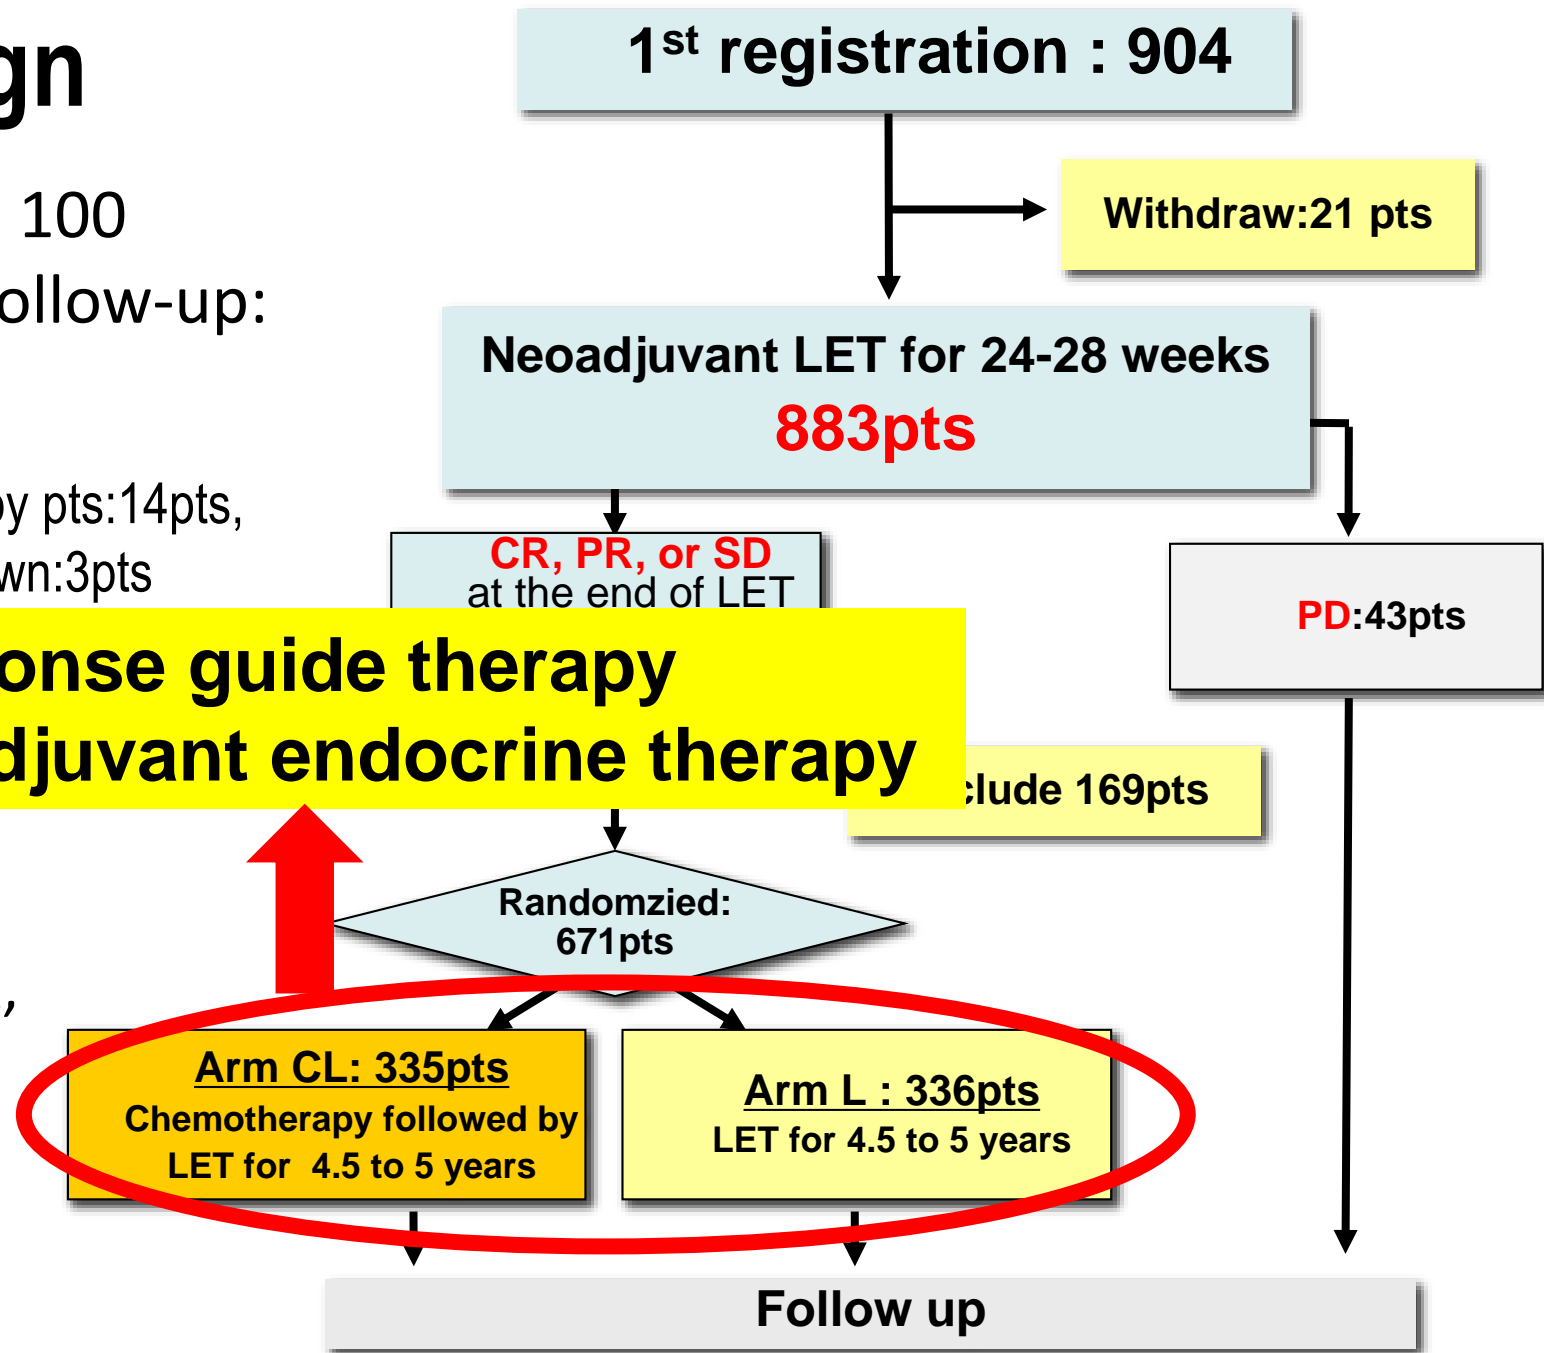 gn
1st registration : 904
100
Withdraw:21 pts
ollow-up:
Neoadjuvant LET for 24-28 weeks
883pts
by pts:14pts,
wn:3pts
CR, PR, or SD
at the end of LET
PD:43pts
onse guide therapy
djuvant endocrine therapy
clude 169pts
Randomzied:
671pts
,
Arm CL: 335pts
Chemotherapy followed by
LET for 4.5 to 5 years
Arm L : 336pts
LET for 4.5 to 5 years
Follow up